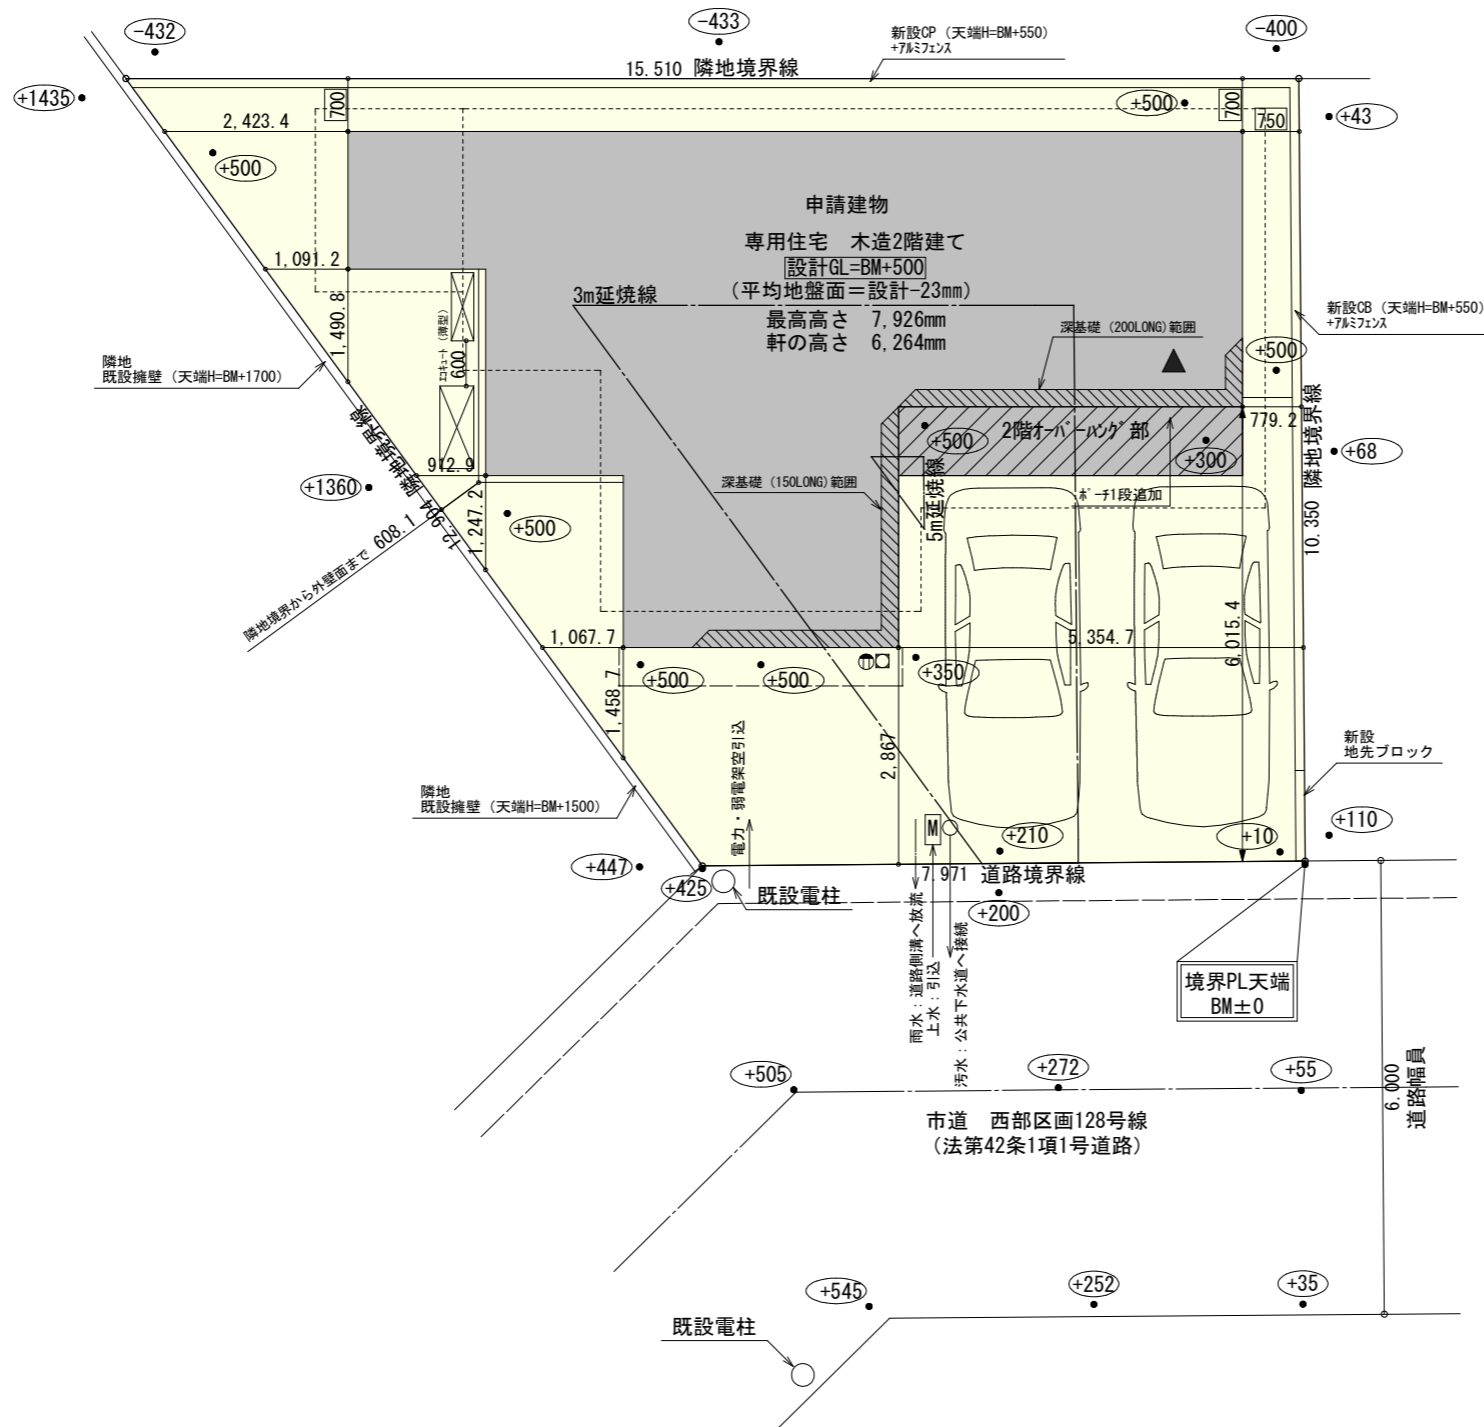 -432
-433
-400
新設CP（天端H=BM+550）
+アルミフェンス
15.510 隣地境界線
+1435
700
+500
700
750
+43
2,423.4
+500
申請建物
専用住宅　木造2階建て
設計GL=BM+500
（平均地盤面＝設計-23mm）
最高高さ　7,926mm
軒の高さ　6,264mm
1,091.2
3m延焼線
1,490.8
エコキュート（薄型）
600
深基礎（200LONG）範囲
新設CB（天端H=BM+550）
+アルミフェンス
+500
隣地
既設擁壁（天端H=BM+1700）
12.904 隣地境界線
10.350 隣地境界線
779.2
2階オーバーハング部
+500
+300
+68
912.9
+1360
深基礎（150LONG）範囲
5m延焼線
ポーチ1段追加
1,247.2
+500
隣地境界から外壁面まで 608.1
1,067.7
5,354.7
6,015.4
+500
+500
+350
1,458.7
2,867
新設
地先ブロック
隣地
既設擁壁（天端H=BM+1500）
電力・弱電架空引込
M
+210
+10
+110
+447
+425
7.971 道路境界線
既設電柱
+200
雨水：道路側溝へ放流
上水：引込
汚水：公共下水道へ接続
境界PL天端
BM±0
+505
+272
+55
6.000
道路幅員
市道　西部区画128号線
（法第42条1項1号道路）
+545
+252
+35
既設電柱